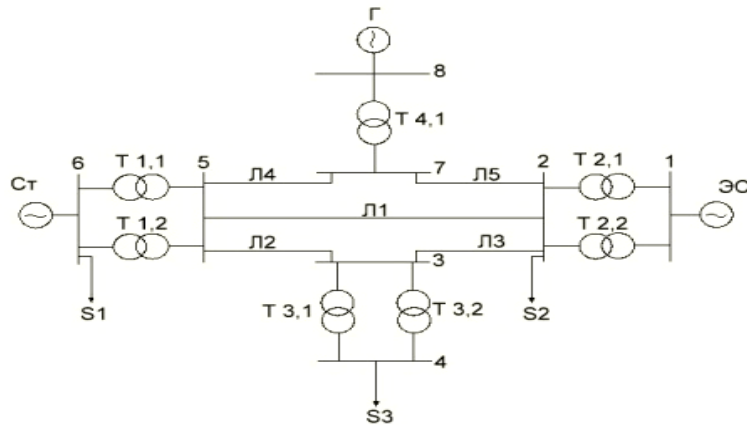 Г
8
Т 4,1
6
Т 1,1
5
7
2
Т 2,1
1
Ст
Л4
Л5
ЭС
Л1
Т 1,2
Л2
Л3
Т 2,2
3
S1
Т 3,1
Т 3,2
S2
4
S3